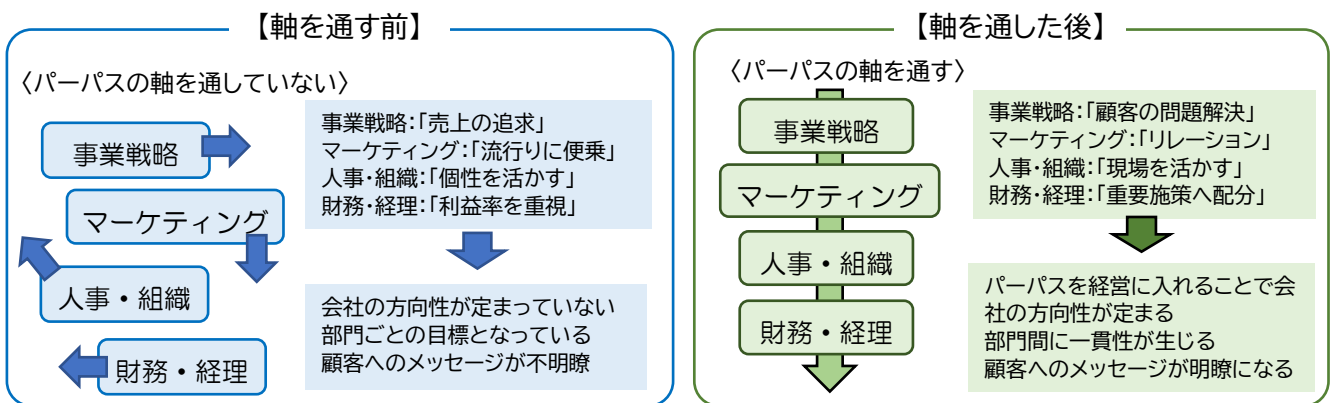 【軸を通す前】
〈パーパスの軸を通していない〉
事業戦略
マーケティング
人事・組織
財務・経理
事業戦略:「売上の追求」
マーケティング:「流行りに便乗」
人事・組織:「個性を活かす」
財務・経理:「利益率を重視」
会社の方向性が定まっていない
部門ごとの目標となっている
顧客へのメッセージが不明瞭
【軸を通した後】
〈パーパスの軸を通す〉
事業戦略
マーケティング
人事・組織
財務・経理
事業戦略:「顧客の問題解決」
マーケティング:「リレーション」
人事・組織:「現場を活かす」
財務・経理:「重要施策へ配分」
パーパスを経営に入れることで会
社の方向性が定まる
部門間に一貫性が生じる
顧客へのメッセージが明瞭になる